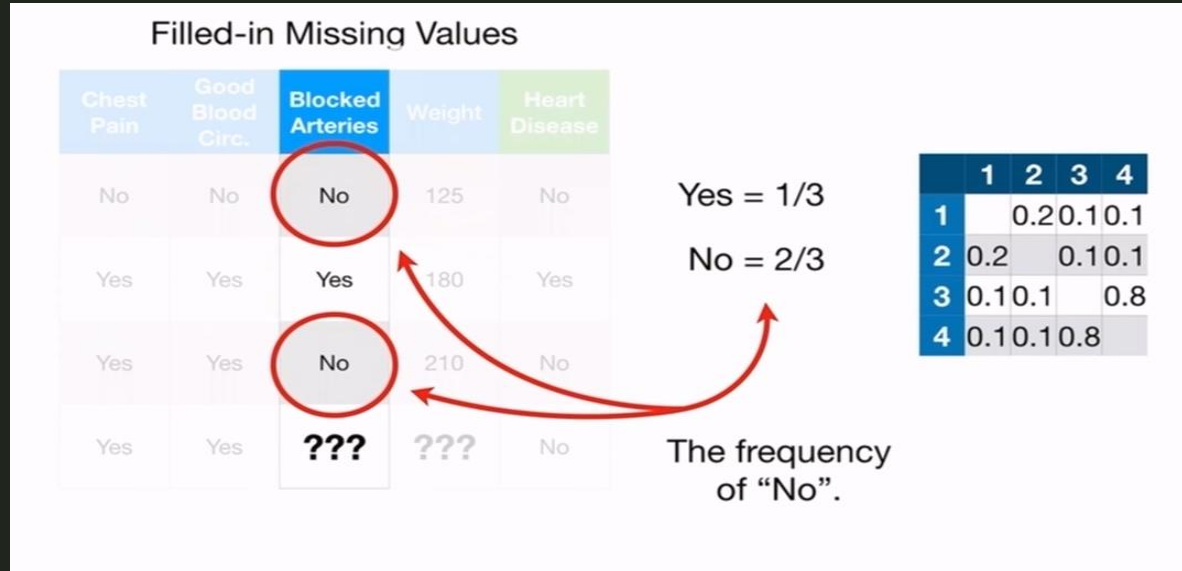 Filled-in Missing Values
Chest Pain
Good Blood Circ.
Blocked Arteries
Weight
Heart Disease
No No No 125 No
Yes Yes Yes 180 Yes
Yes Yes No 210 No
Yes Yes ??? ??? No
Yes = 1/3
No = 2/3
The frequency
of “No”.
1 2 3 4
1 0.2 0.1 0.1
2 0.2 0.1 0.1
3 0.1 0.1 0.8
4 0.1 0.1 0.8